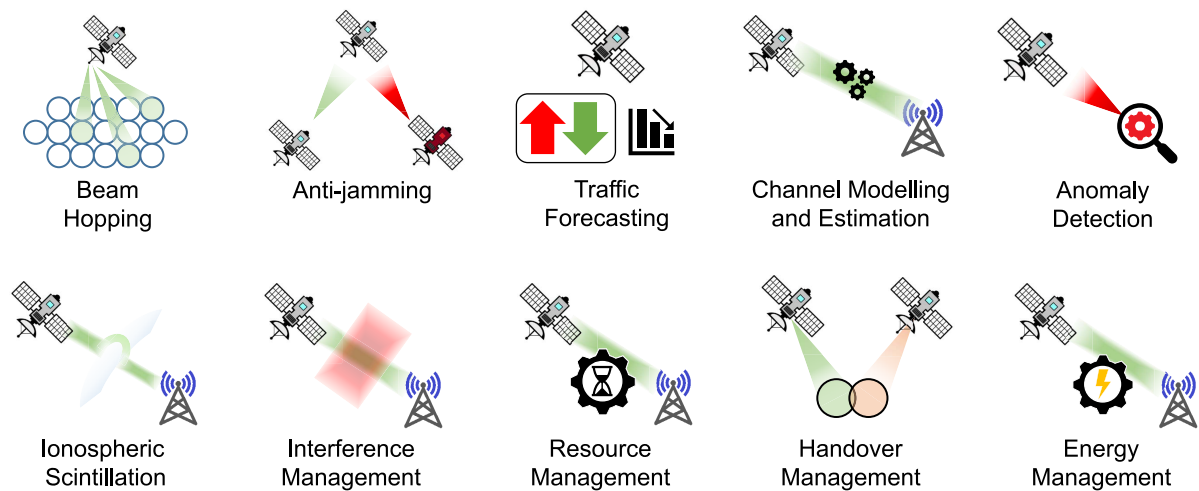 Beam
Hopping
Anti-jamming
Traffic
Forecasting
Channel Modelling
and Estimation
Anomaly
Detection
Ionospheric
Scintillation
Interference
Management
Resource
Management
Handover
Management
Energy
Management